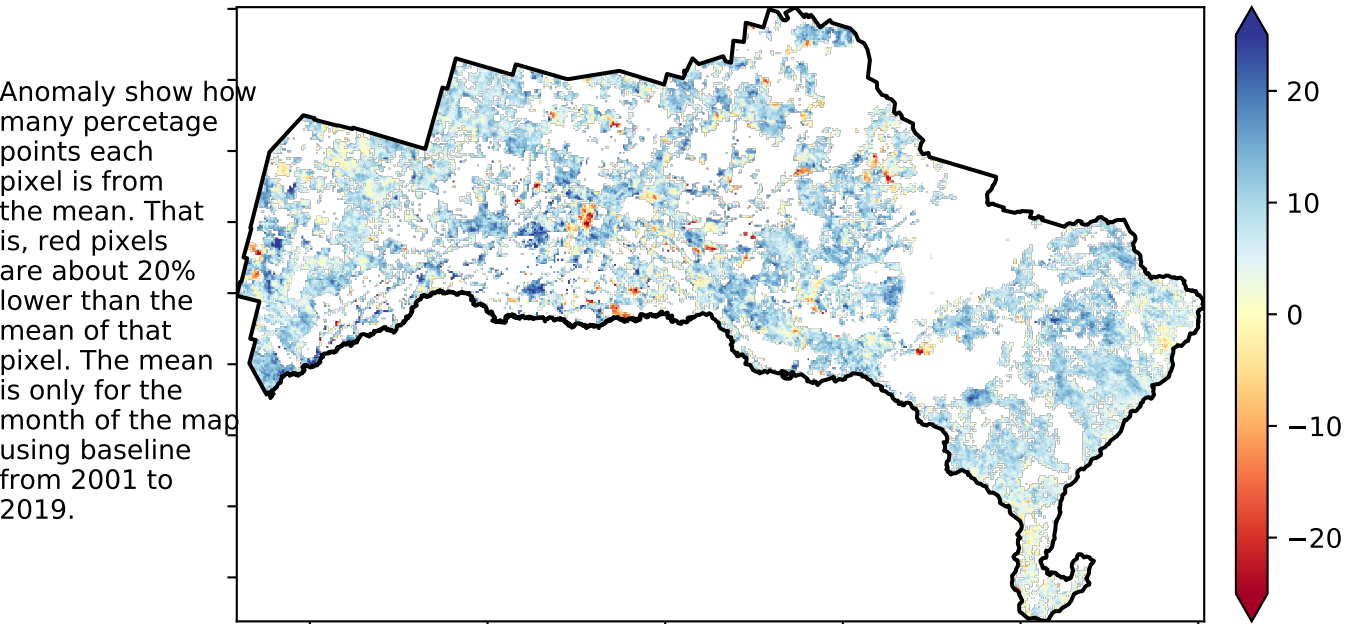 Anomaly show how
many percetage
points each
pixel is from
the mean. That
is, red pixels
are about 20%
lower than the
mean of that
pixel. The mean
is only for the
month of the map
using baseline
from 2001 to
2019.
20
10
0
−10
−20